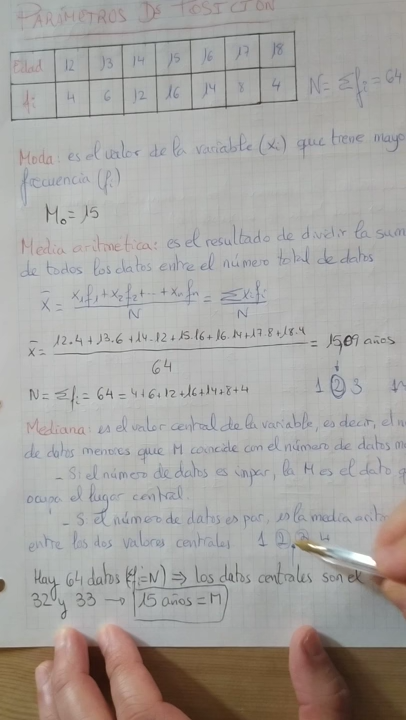 PARÁMETROS DE POSICIÓN
Edad 12 13 14 15 16 17 18
fi 4 6 12 16 14 8 4
N = Σfi = 64
Moda: es el valor de la variable (xi) que tiene mayo
frecuencia (fi)
Mo = 15
Media aritmética: es el resultado de dividir la sum
de todos los datos entre el número total de datos
x̄ = x1f1 + x2f2 + ... + xnfn / N = Σxifi / N
x̄ = 12·4 + 13·6 + 14·12 + 15·16 + 16·14 + 17·8 + 18·4 / 64 = 15,09 años
N = Σfi = 64 = 4+6+12+16+14+8+4
1 2 3
Mediana: es el valor central de la variable, es decir, el n
de datos menores que M coincide con el número de datos m
- Si el número de datos es impar, la M es el dato q
ocupa el lugar central.
- Si el número de datos es par, es la media aritm
entre los dos valores centrales 1 2 3 4
Hay 64 datos (fi=N) ⇒ los datos centrales son el
32 y 33 → 15 años = M